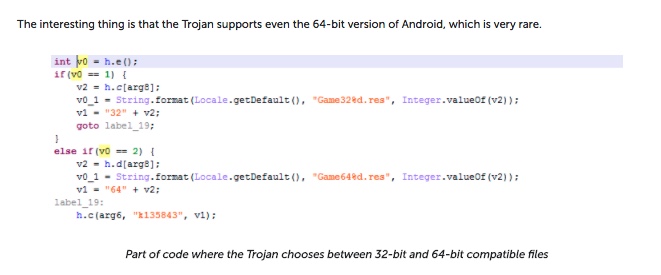 The interesting thing is that the Trojan supports even the 64-bit version of Android, which is very rare.
int v0 = h.e();
if(v0 == 1) {
v2 = h.c[arg8];
v0_1 = String.format(Locale.getDefault(), "Game32%d.res", Integer.valueOf(v2));
v1 = "32" + v2;
goto label_19;
}
else if(v0 == 2) {
v2 = h.d[arg8];
v0_1 = String.format(Locale.getDefault(), "Game64%d.res", Integer.valueOf(v2));
v1 = "64" + v2;
label_19:
h.c(arg6, "k135843", v1);
Part of code where the Trojan chooses between 32-bit and 64-bit compatible files